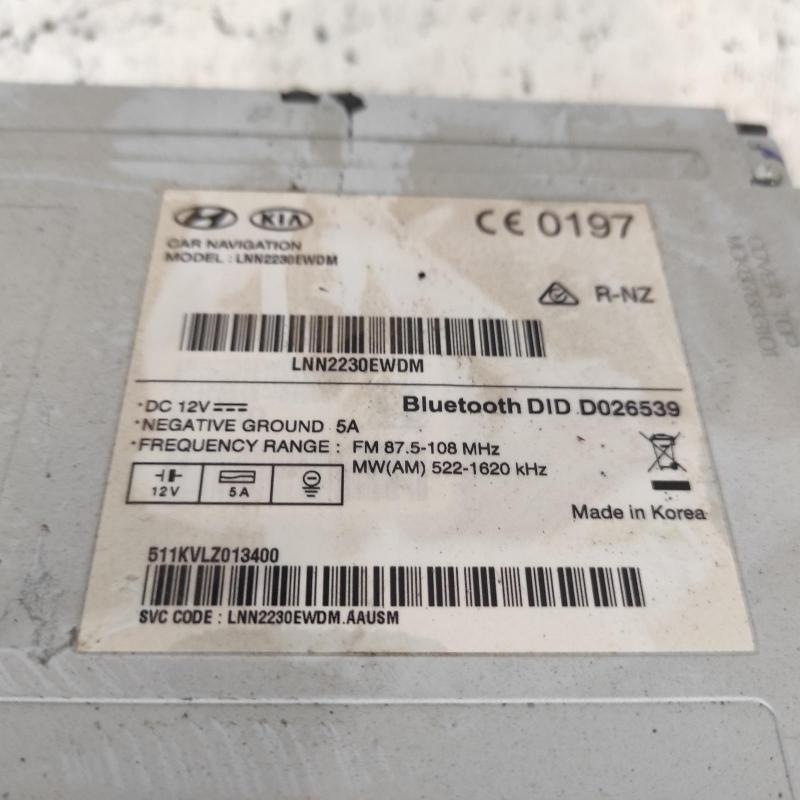 HYUNDAI KIA
CE 0197
CAR NAVIGATION
MODEL : LNN2230EWDM
R-NZ
LNN2230EWDM
*DC 12V
Bluetooth DID D026539
*NEGATIVE GROUND 5A
*FREQUENCY RANGE : FM 87.5-108 MHz
MW(AM) 522-1620 kHz
12V 5A
Made in Korea
511KVLZ013400
SVC CODE : LNN2230EWDM.AAUSM